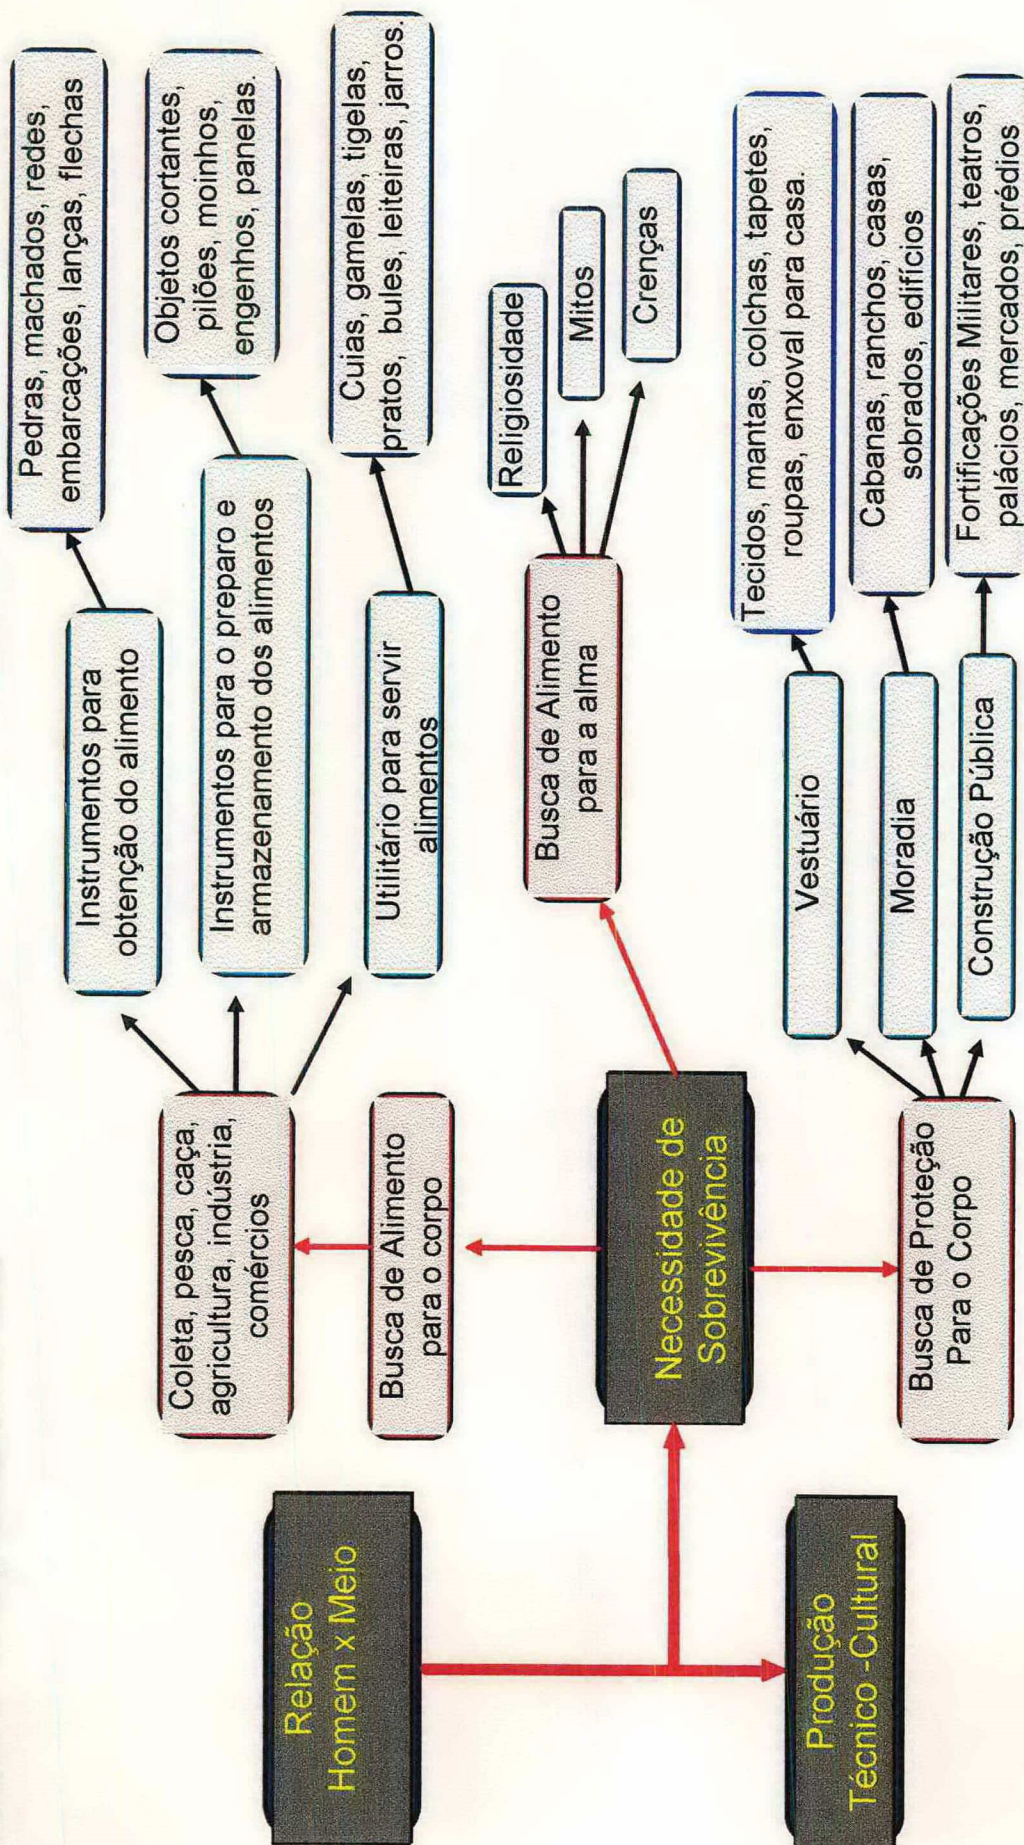 Relação
Homem x Meio
Produção
Técnico -Cultural
Necessidade de
Sobrevivência
Busca de Alimento
para o corpo
Coleta, pesca, caça,
agricultura, indústria,
comércios
Instrumentos para
obtenção do alimento
Pedras, machados, redes,
embarcações, lanças, flechas
Instrumentos para o preparo e
armazenamento dos alimentos
Objetos cortantes,
pilões, moinhos,
engenhos, panelas.
Utilitário para servir
alimentos
Cuias, gamelas, tigelas,
pratos, bules, leiteiras, jarros.
Busca de Alimento
para a alma
Religiosidade
Mitos
Crenças
Busca de Proteção
Para o Corpo
Vestuário
Tecidos, mantas, colchas, tapetes,
roupas, enxoval para casa.
Moradia
Cabanas, ranchos, casas,
sobrados, edifícios
Construção Pública
Fortificações Militares, teatros,
palácios, mercados, prédios